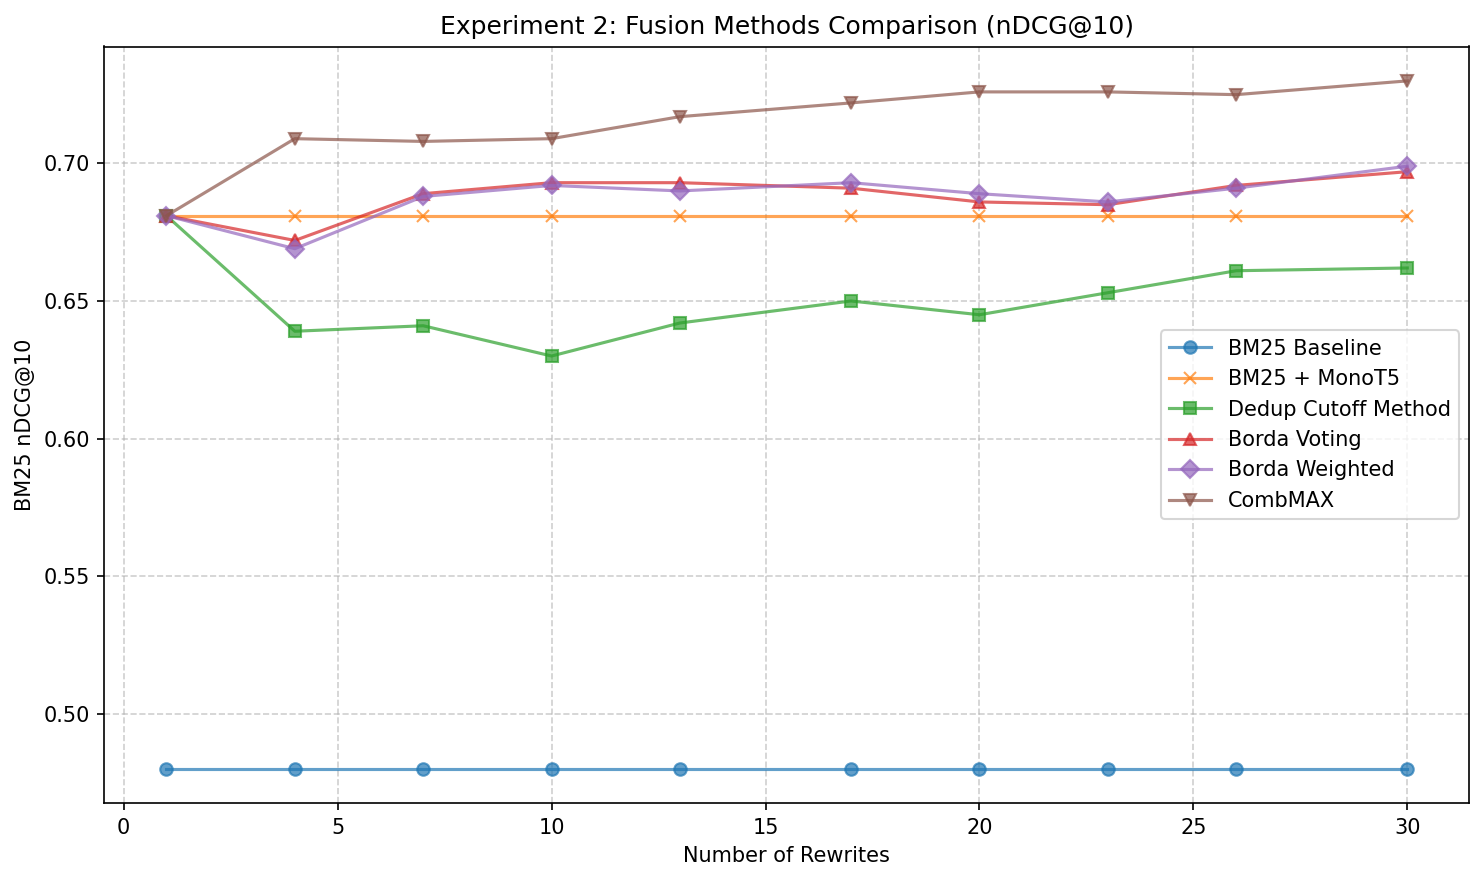 Experiment 2: Fusion Methods Comparison (nDCG@10)
BM25 nDCG@10
0.70
0.65
0.60
0.55
0.50
BM25 Baseline
BM25 + MonoT5
Dedup Cutoff Method
Borda Voting
Borda Weighted
CombMAX
0 5 10 15 20 25 30
Number of Rewrites